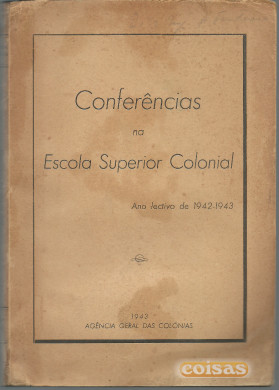 Conferências
na
Escola Superior Colonial
Ano lectivo de 1942-1943
1943
AGÊNCIA GERAL DAS COLÓNIAS
coisas